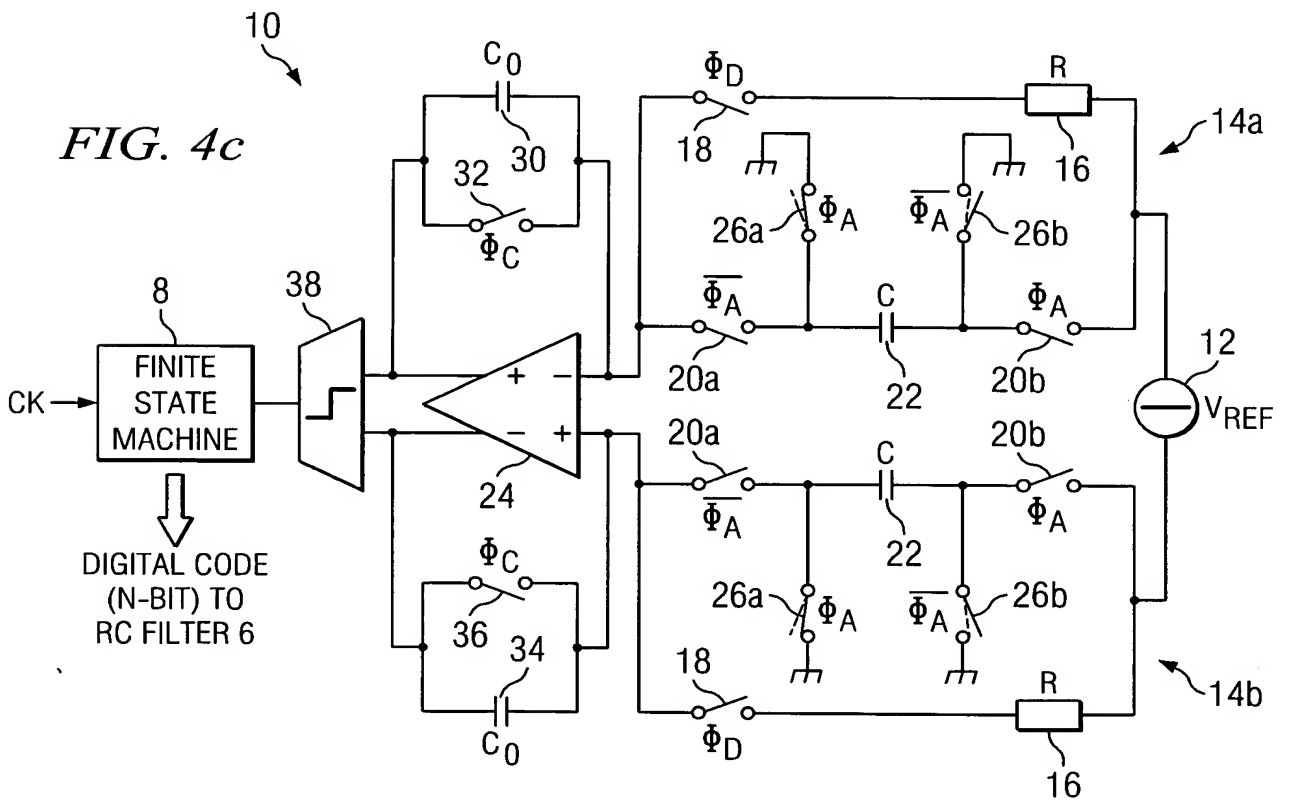 10
FIG. 4c
C0
30
32
ΦC
ΦD
18
R
16
14a
26a
ΦA
Φ̅A̅
26b
Φ̅A̅
20a
C
22
ΦA
20b
12
VREF
8
38
CK
FINITE
STATE
MACHINE
+
−
−
+
24
DIGITAL CODE
(N-BIT) TO
RC FILTER 6
20a
Φ̅A̅
C
22
20b
ΦA
ΦC
36
34
C0
26a
ΦA
Φ̅A̅
26b
18
ΦD
R
16
14b